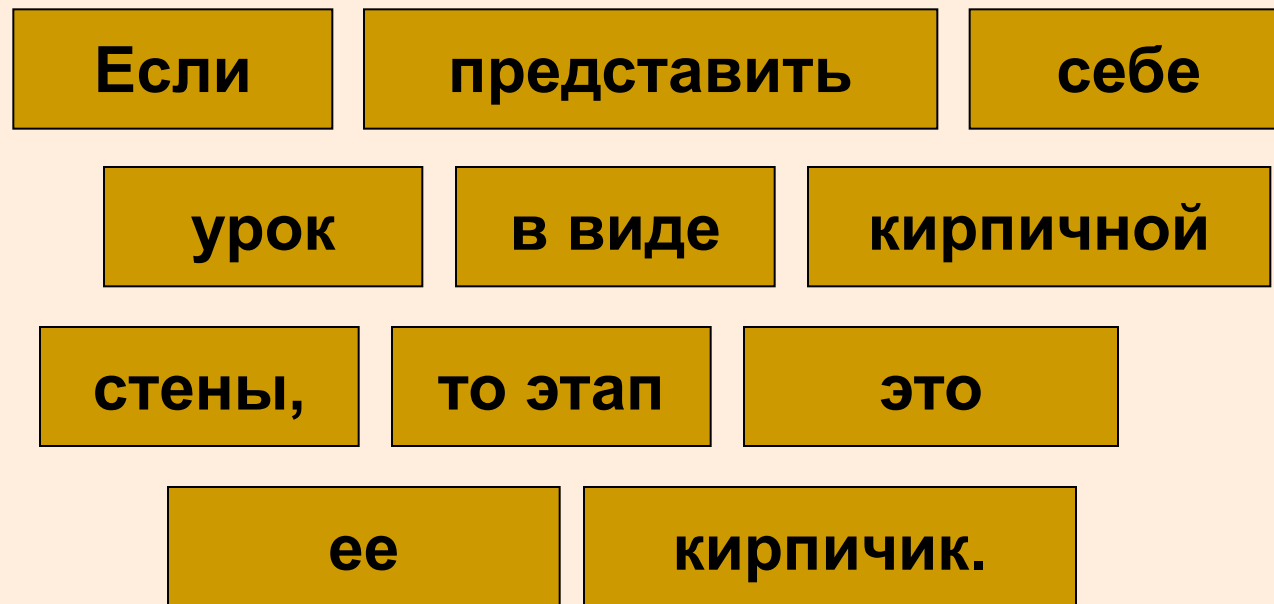 Если представить себе
урок в виде кирпичной
стены, то этап это
ее кирпичик.